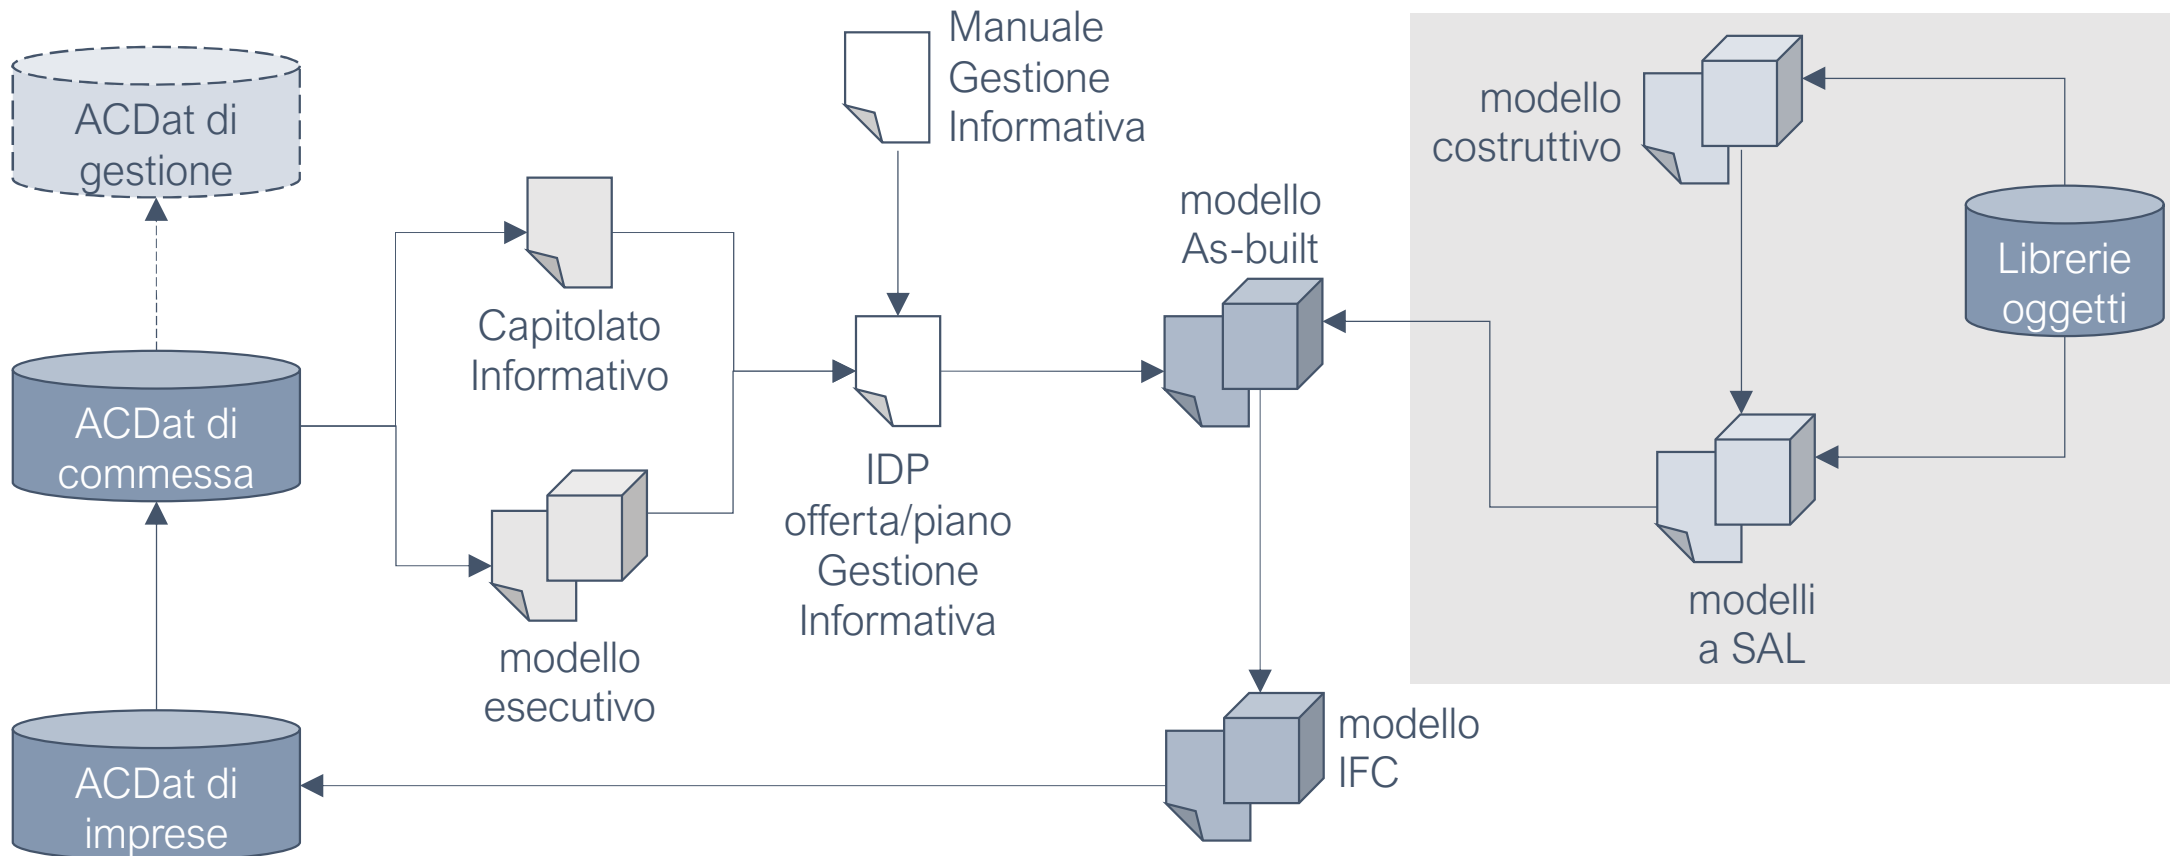 ACDat di
gestione
Manuale
Gestione
Informativa
modello
costruttivo
modello
As-built
Librerie
oggetti
Capitolato
Informativo
ACDat di
commessa
IDP
offerta/piano
Gestione
Informativa
modelli
a SAL
modello
esecutivo
modello
IFC
ACDat di
imprese